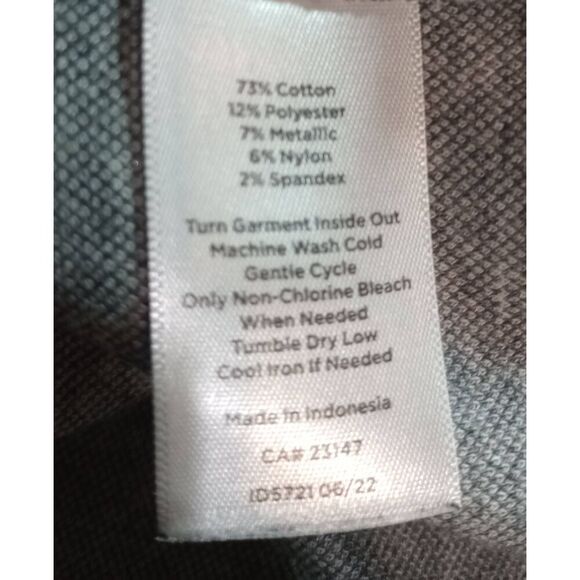 73% Cotton
12% Polyester
7% Metallic
6% Nylon
2% Spandex
Turn Garment Inside Out
Machine Wash Cold
Gentle Cycle
Only Non-Chlorine Bleach
When Needed
Tumble Dry Low
Cool Iron If Needed
Made in Indonesia
CA# 23147
ID5721 06/22